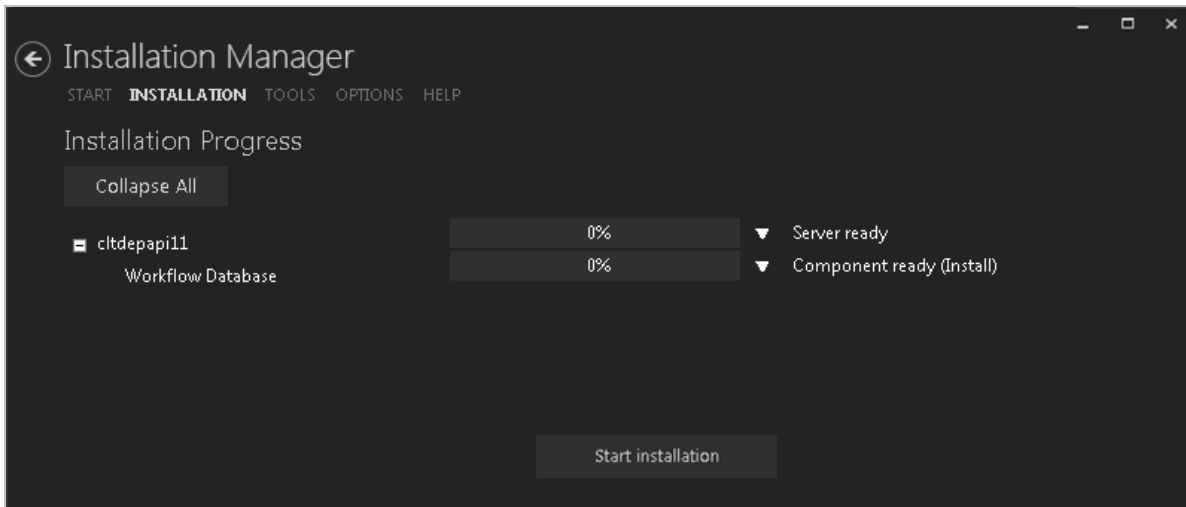 Installation Manager
START INSTALLATION TOOLS OPTIONS HELP
Installation Progress
Collapse All
cltdepapi11 0% Server ready
Workflow Database 0% Component ready (Install)
Start installation